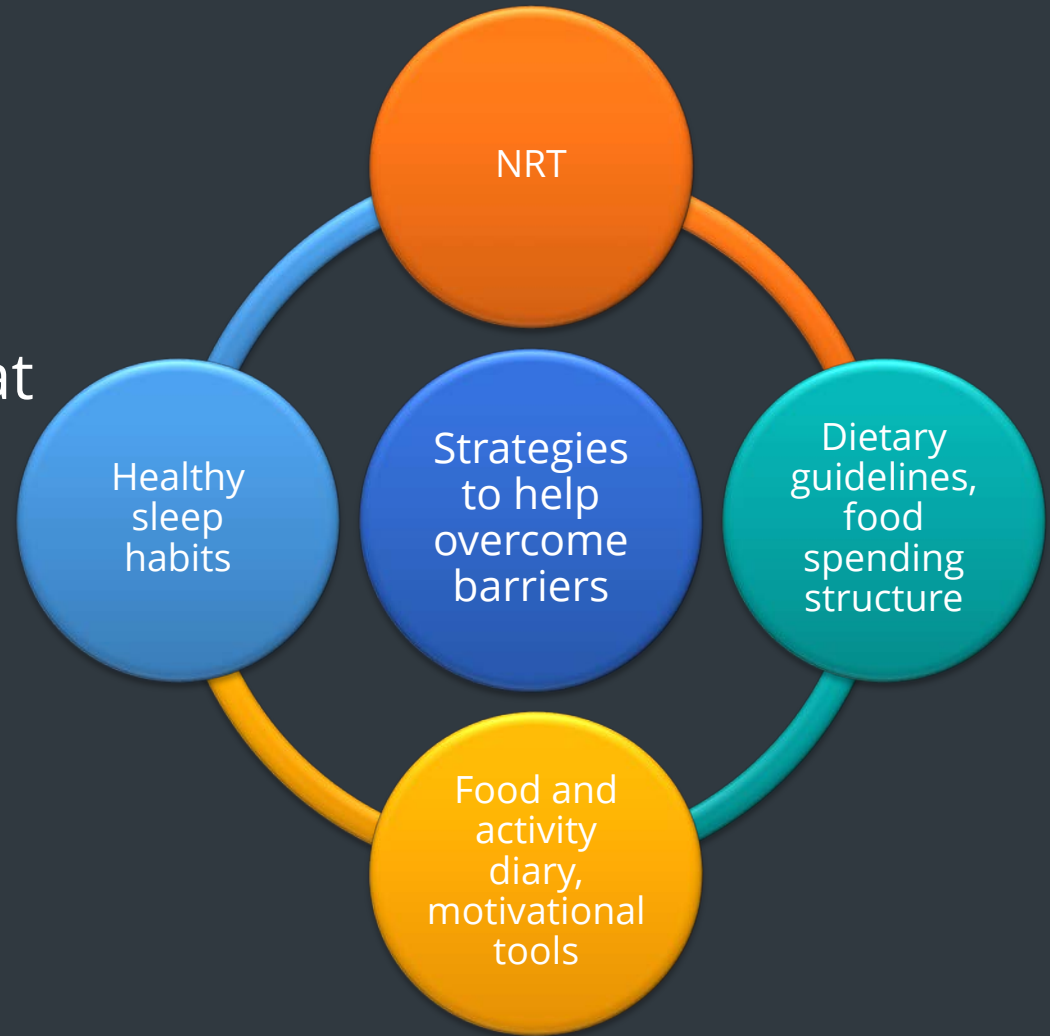 NRT
at
Healthy
sleep
habits
Strategies
to help
overcome
barriers
Dietary
guidelines,
food
spending
structure
Food and
activity
diary,
motivational
tools